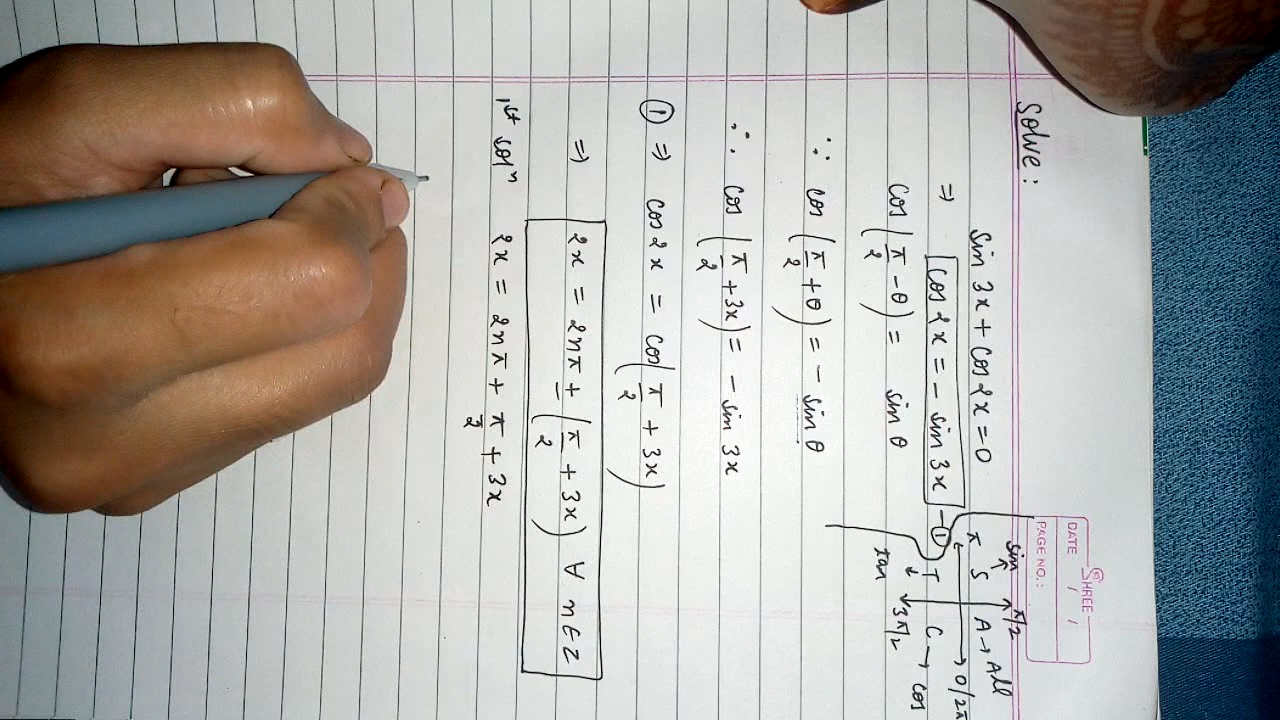 SHREE
DATE / /
PAGE NO.:
Solve:
sin 3x + cos 2x = 0
⇒ cos 2x = - sin 3x — ①
cos(π/2 - θ) = sin θ
∵ cos(π/2 + θ) = - sin θ
∴ cos(π/2 + 3x) = - sin 3x
① ⇒ cos 2x = cos(π/2 + 3x)
⇒ 2x = 2nπ ± (π/2 + 3x) ∀ n ∈ Z
1st solⁿ 2x = 2nπ + π/2 + 3x
sin π/2
S A → All
π 0/2π
T C → cos
tan 3π/2